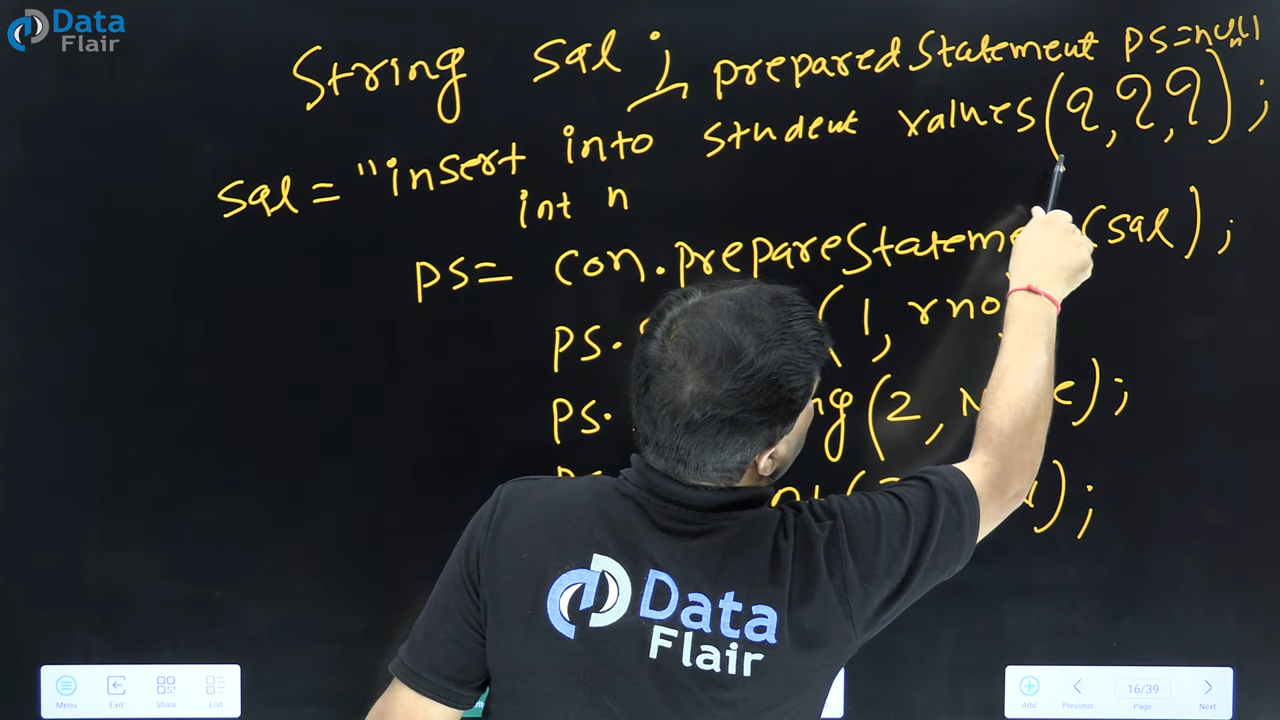 Data
Flair
String sql ; preparedStatement ps=null
sql = "insert into student values(?,?,?) ;
int n
ps= con.prepareStateme (sql) ;
ps. (1, rno)
ps. ng(2, N e);
nt( );
Data
Flair
Menu Exit Share List
Add Previous 16/39 Page Next